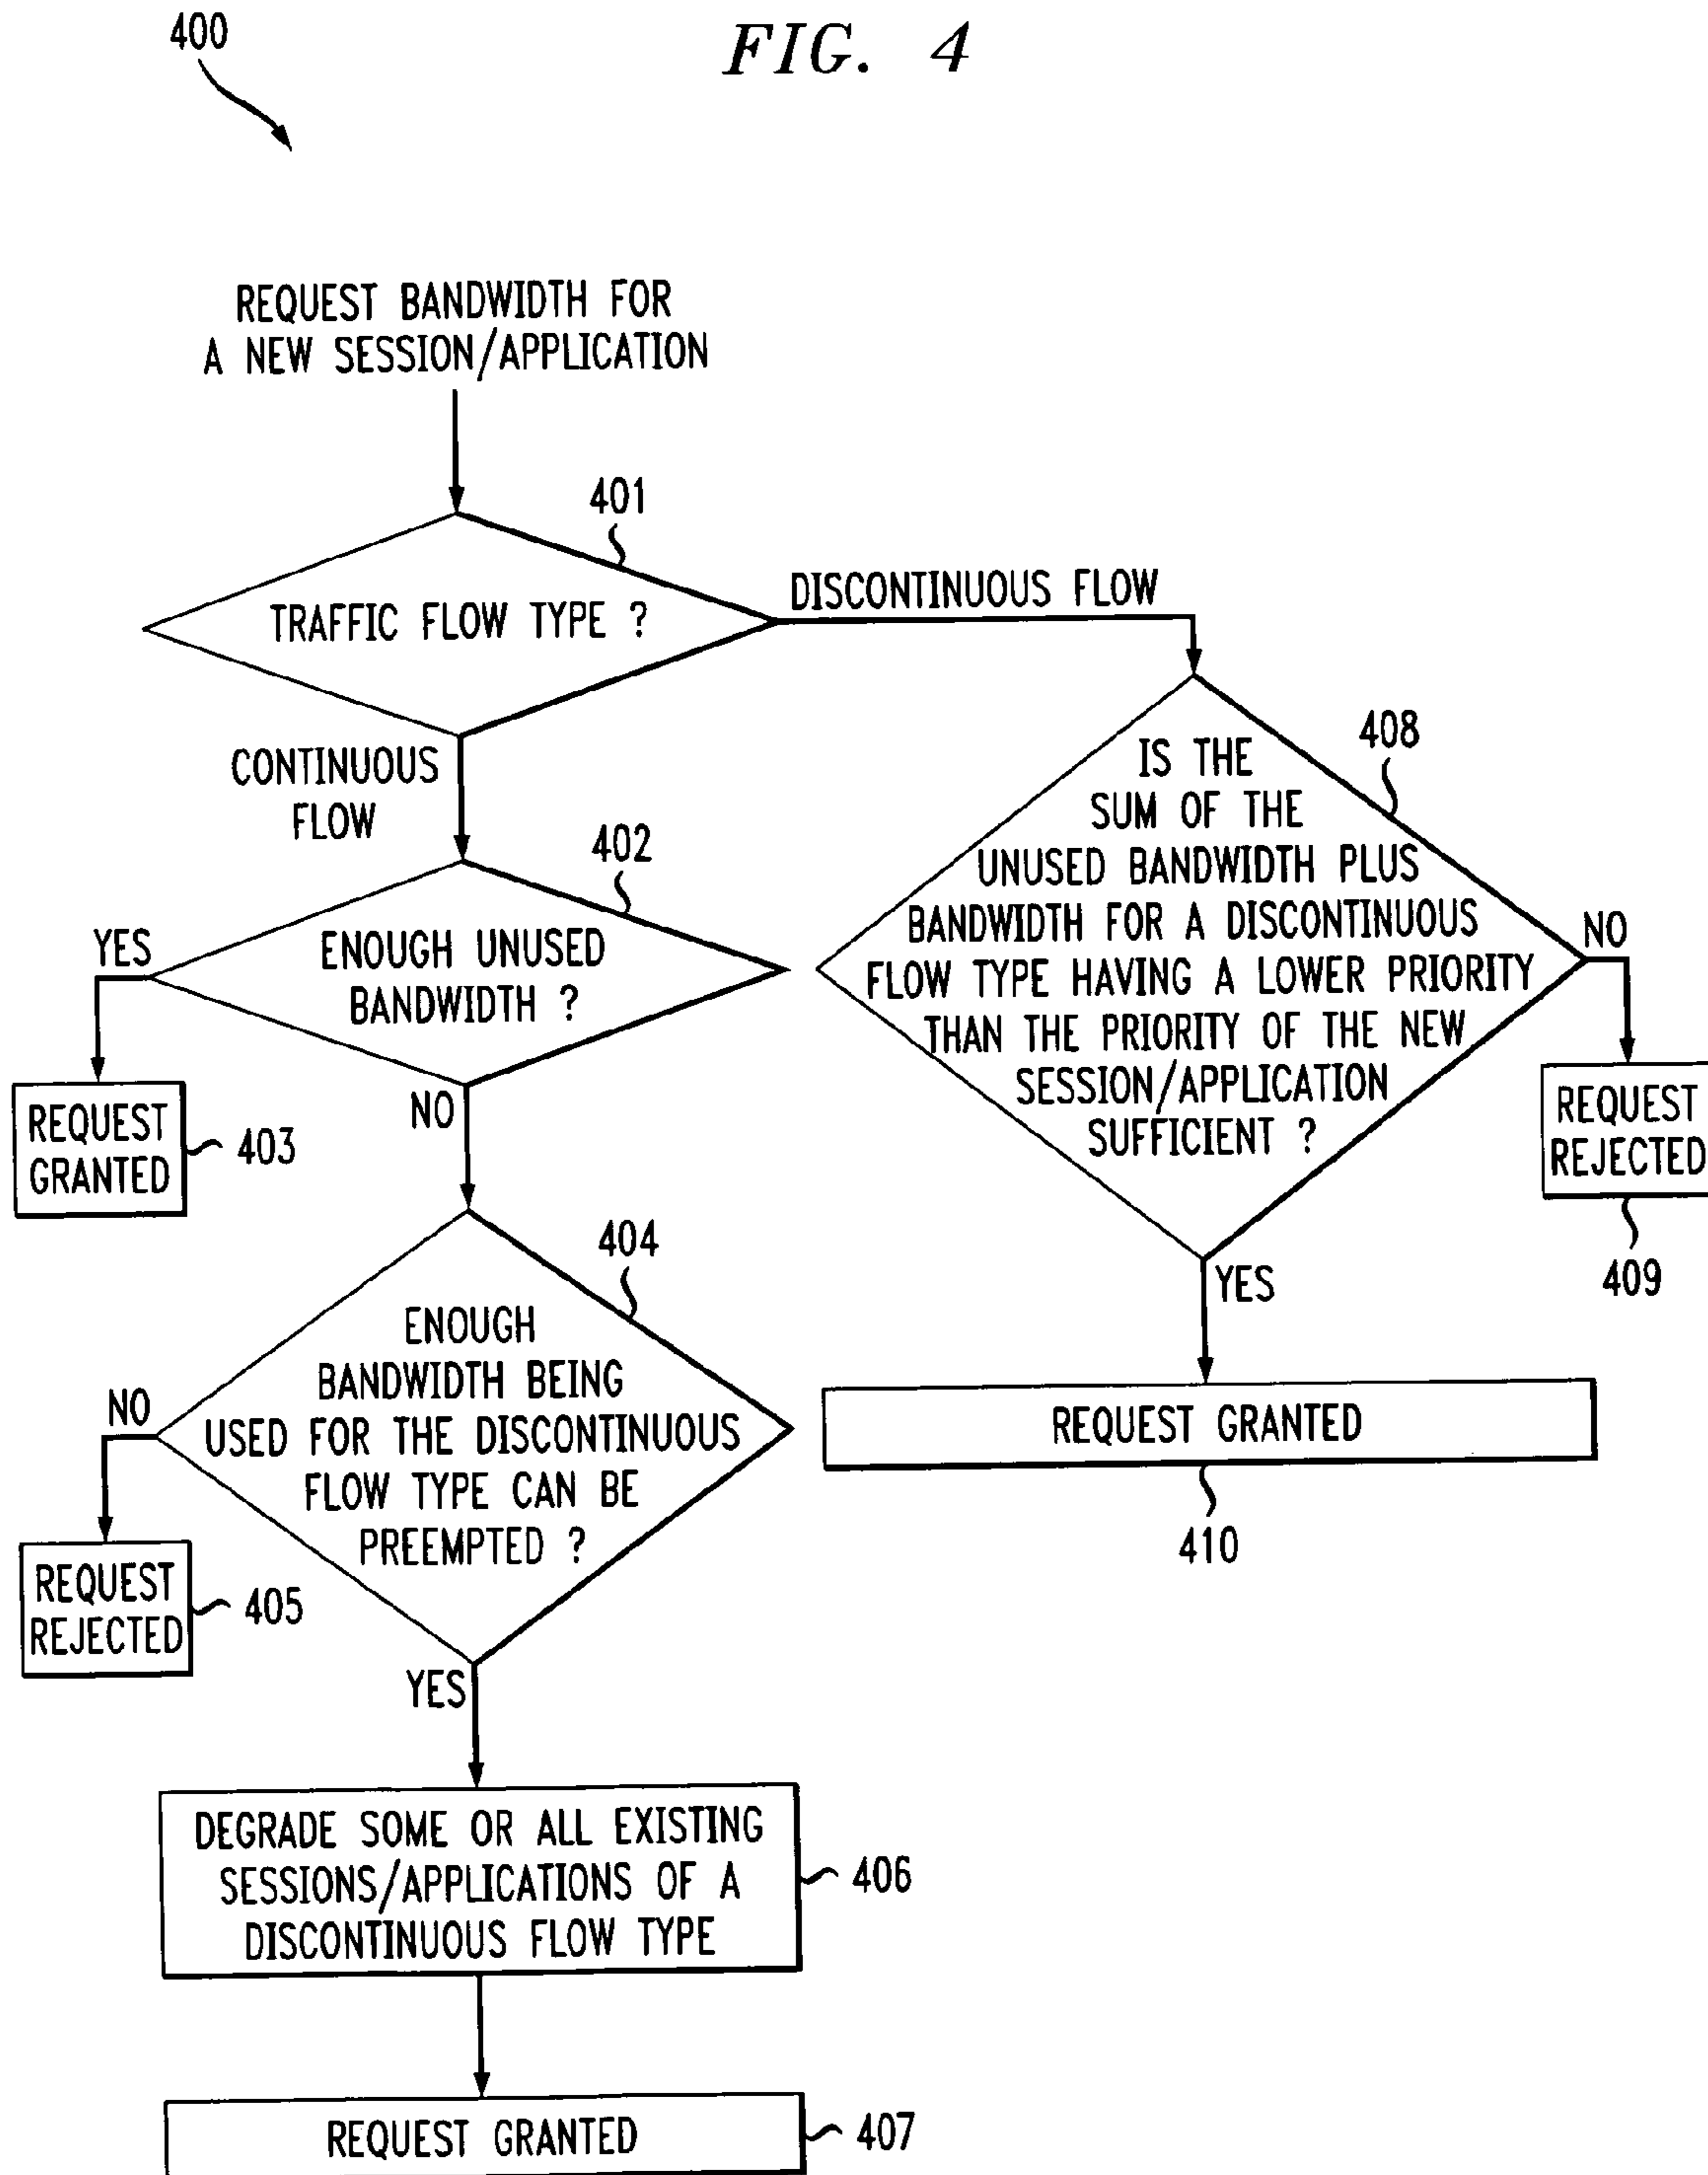 FIG. 4
400
REQUEST BANDWIDTH FOR
A NEW SESSION/APPLICATION
401
TRAFFIC FLOW TYPE ?
DISCONTINUOUS FLOW
CONTINUOUS
FLOW
402
ENOUGH UNUSED
BANDWIDTH ?
YES
REQUEST
GRANTED
403
NO
404
ENOUGH
BANDWIDTH BEING
USED FOR THE DISCONTINUOUS
FLOW TYPE CAN BE
PREEMPTED ?
NO
REQUEST
REJECTED
405
YES
DEGRADE SOME OR ALL EXISTING
SESSIONS/APPLICATIONS OF A
DISCONTINUOUS FLOW TYPE
406
REQUEST GRANTED
407
408
IS THE
SUM OF THE
UNUSED BANDWIDTH PLUS
BANDWIDTH FOR A DISCONTINUOUS
FLOW TYPE HAVING A LOWER PRIORITY
THAN THE PRIORITY OF THE NEW
SESSION/APPLICATION
SUFFICIENT ?
NO
REQUEST
REJECTED
409
YES
REQUEST GRANTED
410